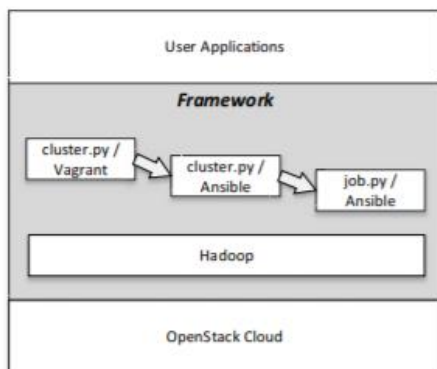 User Applications
Framework
cluster.py /
Vagrant
cluster.py /
Ansible
job.py /
Ansible
Hadoop
OpenStack Cloud